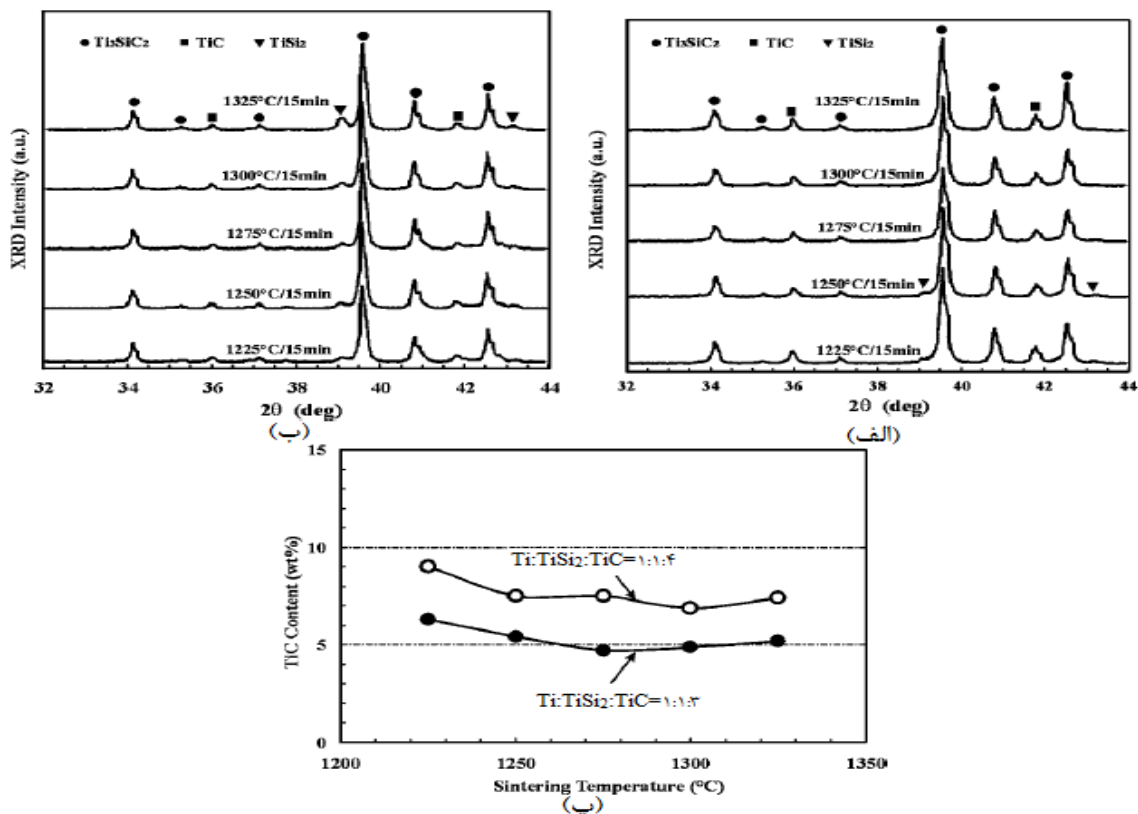 ● Ti₃SiC₂ ■ TiC ▼ TiSi₂
1325°C/15min
1300°C/15min
1275°C/15min
1250°C/15min
1225°C/15min
XRD Intensity (a.u.)
32 34 36 38 40 42 44
2θ (deg)
(ب)
● Ti₃SiC₂ ■ TiC ▼ TiSi₂
1325°C/15min
1300°C/15min
1275°C/15min
1250°C/15min
1225°C/15min
XRD Intensity (a.u.)
32 34 36 38 40 42 44
2θ (deg)
(الف)
15
10
5
0
TiC Content (wt%)
Ti:TiSi₂:TiC=۱:۱:۴
Ti:TiSi₂:TiC=۱:۱:۳
1200 1250 1300 1350
Sintering Temperature (°C)
(ب)